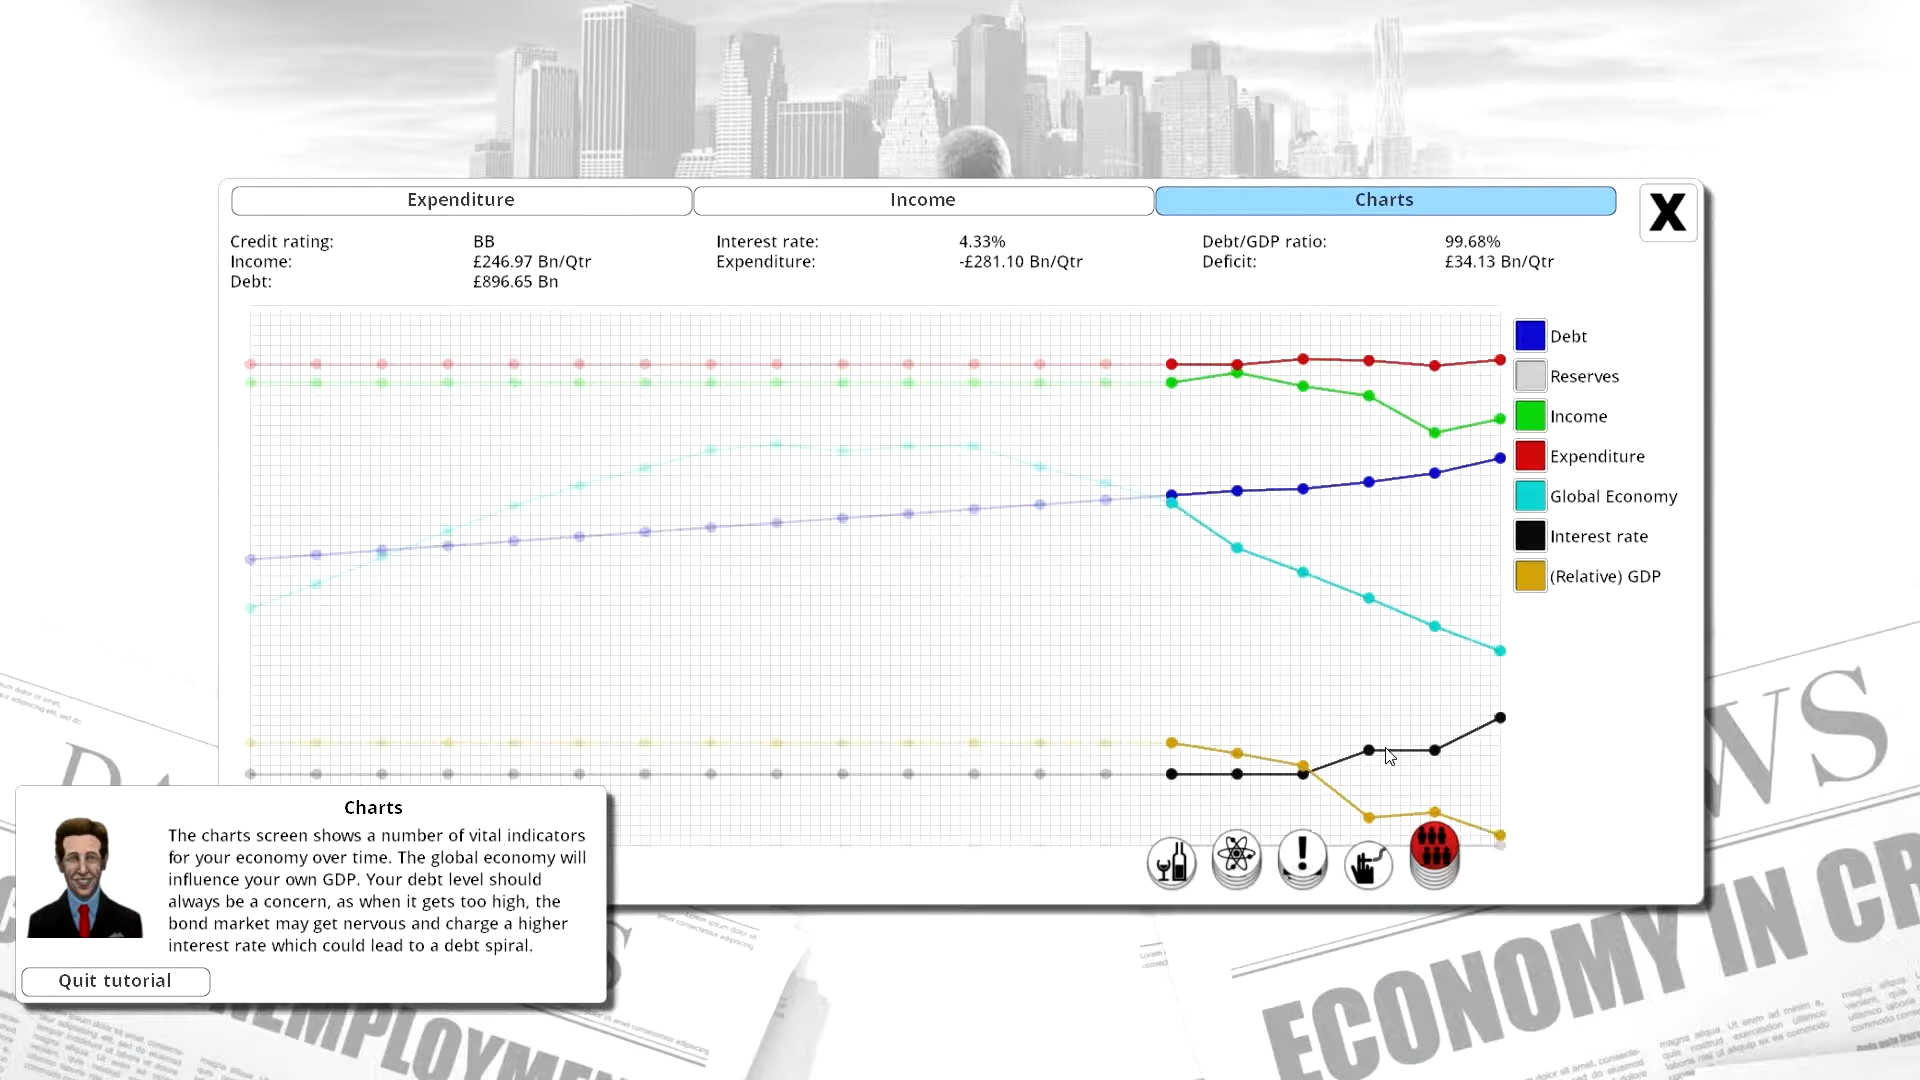 Expenditure
Income
Charts
X
Credit rating: BB
Interest rate: 4.33%
Debt/GDP ratio: 99.68%
Income: £246.97 Bn/Qtr
Expenditure: -£281.10 Bn/Qtr
Deficit: £34.13 Bn/Qtr
Debt: £896.65 Bn
Debt
Reserves
Income
Expenditure
Global Economy
Interest rate
(Relative) GDP
Charts
The charts screen shows a number of vital indicators
for your economy over time. The global economy will
influence your own GDP. Your debt level should
always be a concern, as when it gets too high, the
bond market may get nervous and charge a higher
interest rate which could lead to a debt spiral.
Quit tutorial
WS
ECONOMY IN CR
NEMPLOYMEN